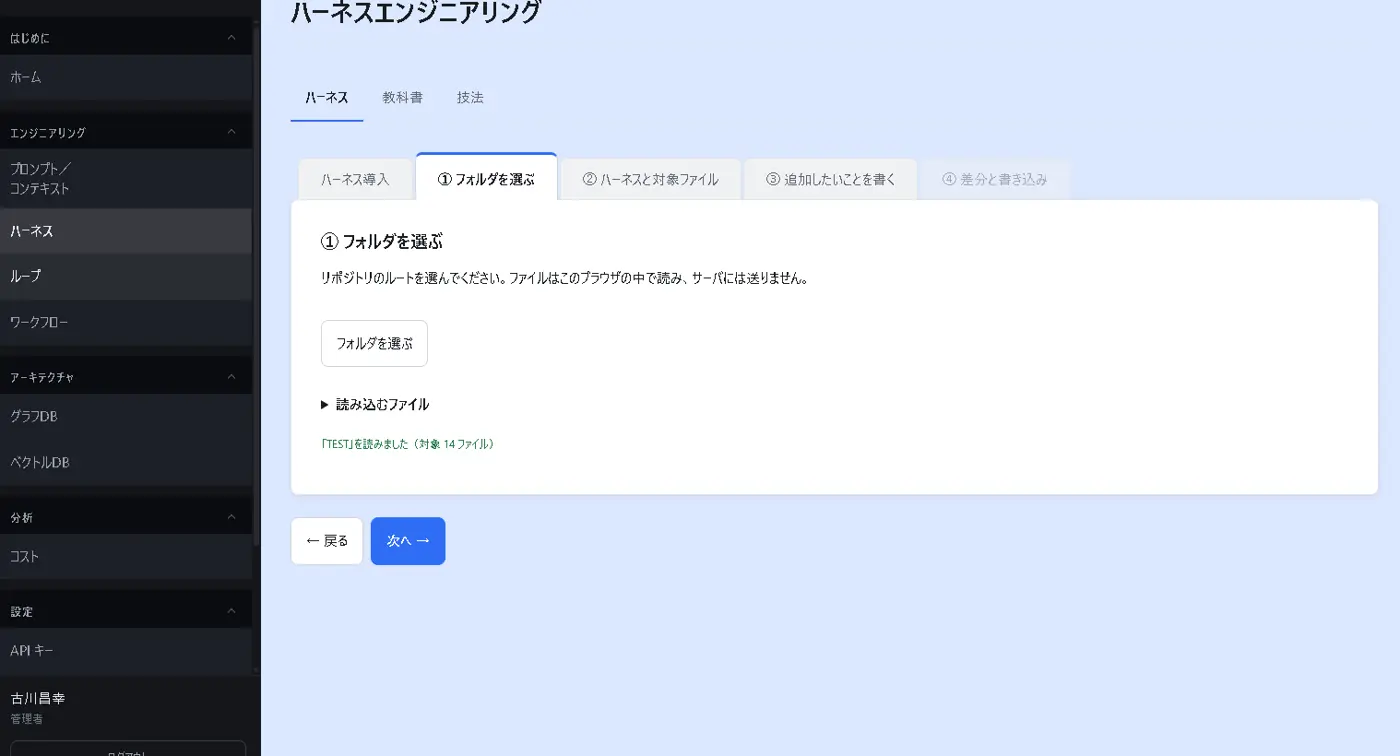 はじめに
ホーム
エンジニアリング
プロンプト／
コンテキスト
ハーネス
ループ
ワークフロー
アーキテクチャ
グラフDB
ベクトルDB
分析
コスト
設定
API キー
古川昌幸
管理者
ログアウト
ハーネスエンジニアリング
ハーネス 教科書 技法
ハーネス導入 ① フォルダを選ぶ ② ハーネスと対象ファイル ③ 追加したいことを書く ④ 差分と書き込み
① フォルダを選ぶ
リポジトリのルートを選んでください。ファイルはこのブラウザの中で読み、サーバには送りません。
フォルダを選ぶ
▶ 読み込むファイル
「TEST」を読みました（対象 14 ファイル）
← 戻る 次へ →